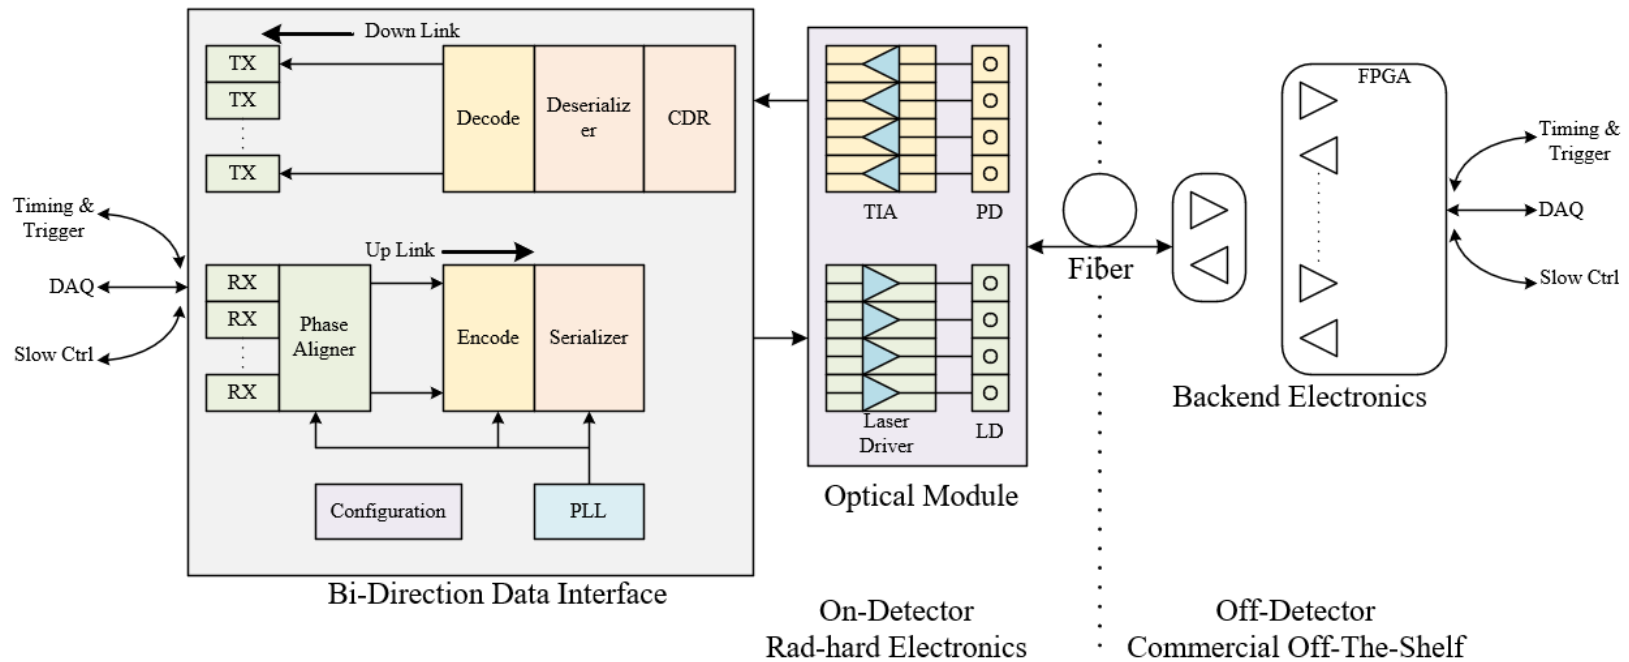 Down Link
TX
TX
TX
Decode
Deserializ
er
CDR
TIA
PD
FPGA
Timing &
Trigger
DAQ
Slow Ctrl
Timing &
Trigger
DAQ
Slow Ctrl
Up Link
RX
RX
RX
Phase
Aligner
Encode
Serializer
Laser
Driver
LD
Fiber
Backend Electronics
Configuration
PLL
Optical Module
Bi-Direction Data Interface
On-Detector
Rad-hard Electronics
Off-Detector
Commercial Off-The-Shelf